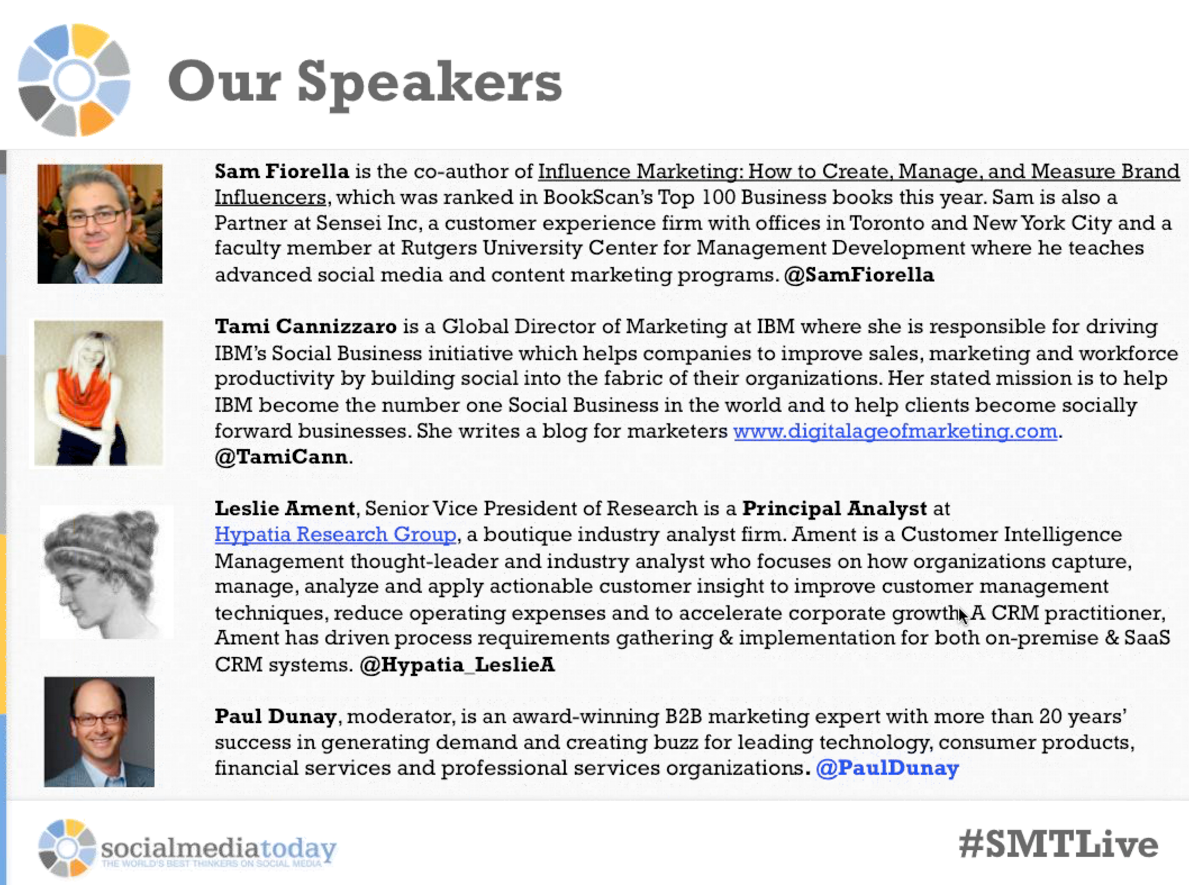 Our Speakers
Sam Fiorella is the co-author of Influence Marketing: How to Create, Manage, and Measure Brand
Influencers, which was ranked in BookScan's Top 100 Business books this year. Sam is also a
Partner at Sensei Inc, a customer experience firm with offices in Toronto and New York City and a
faculty member at Rutgers University Center for Management Development where he teaches
advanced social media and content marketing programs. @SamFiorella
Tami Cannizzaro is a Global Director of Marketing at IBM where she is responsible for driving
IBM's Social Business initiative which helps companies to improve sales, marketing and workforce
productivity by building social into the fabric of their organizations. Her stated mission is to help
IBM become the number one Social Business in the world and to help clients become socially
forward businesses. She writes a blog for marketers www.digitalageofmarketing.com.
@TamiCann.
Leslie Ament, Senior Vice President of Research is a Principal Analyst at
Hypatia Research Group, a boutique industry analyst firm. Ament is a Customer Intelligence
Management thought-leader and industry analyst who focuses on how organizations capture,
manage, analyze and apply actionable customer insight to improve customer management
techniques, reduce operating expenses and to accelerate corporate growth. A CRM practitioner,
Ament has driven process requirements gathering & implementation for both on-premise & SaaS
CRM systems. @Hypatia_LeslieA
Paul Dunay, moderator, is an award-winning B2B marketing expert with more than 20 years'
success in generating demand and creating buzz for leading technology, consumer products,
financial services and professional services organizations. @PaulDunay
socialmediatoday
THE WORLD'S BEST THINKERS ON SOCIAL MEDIA
#SMTLive